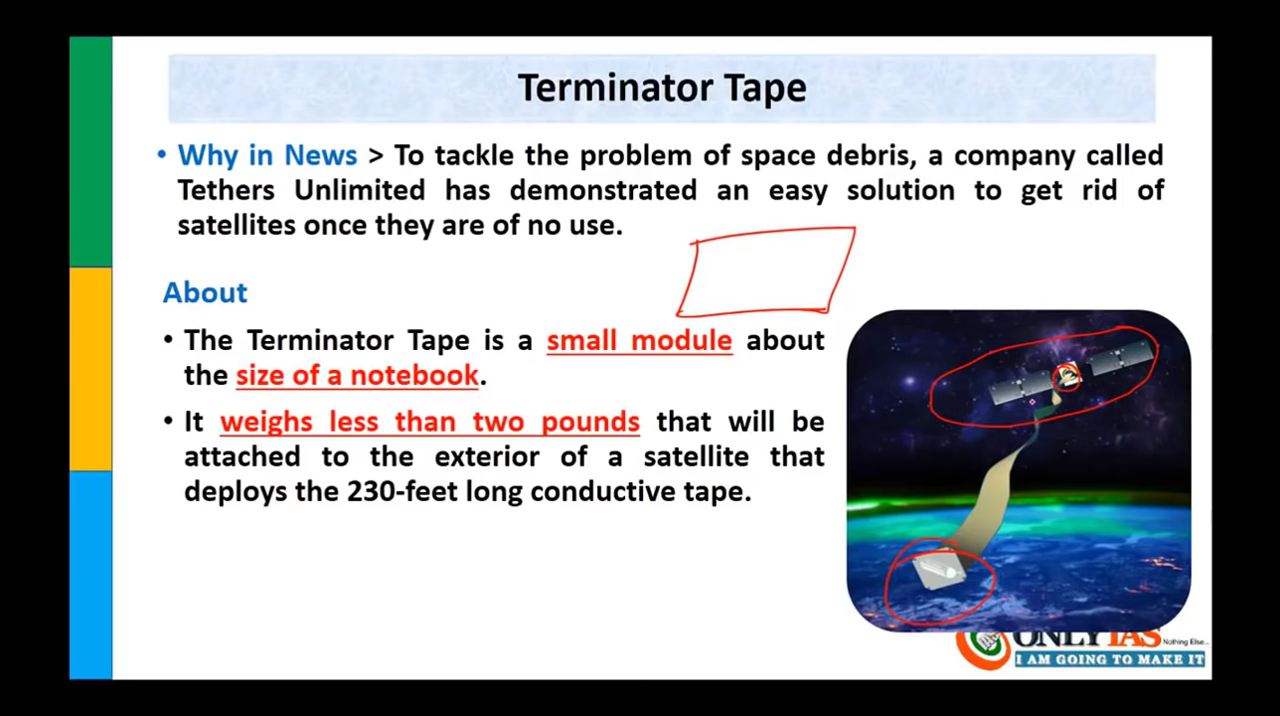 Terminator Tape
• Why in News > To tackle the problem of space debris, a company called
Tethers Unlimited has demonstrated an easy solution to get rid of
satellites once they are of no use.
About
• The Terminator Tape is a small module about
the size of a notebook.
• It weighs less than two pounds that will be
attached to the exterior of a satellite that
deploys the 230-feet long conductive tape.
ONLY IAS Nothing Else...
I AM GOING TO MAKE IT